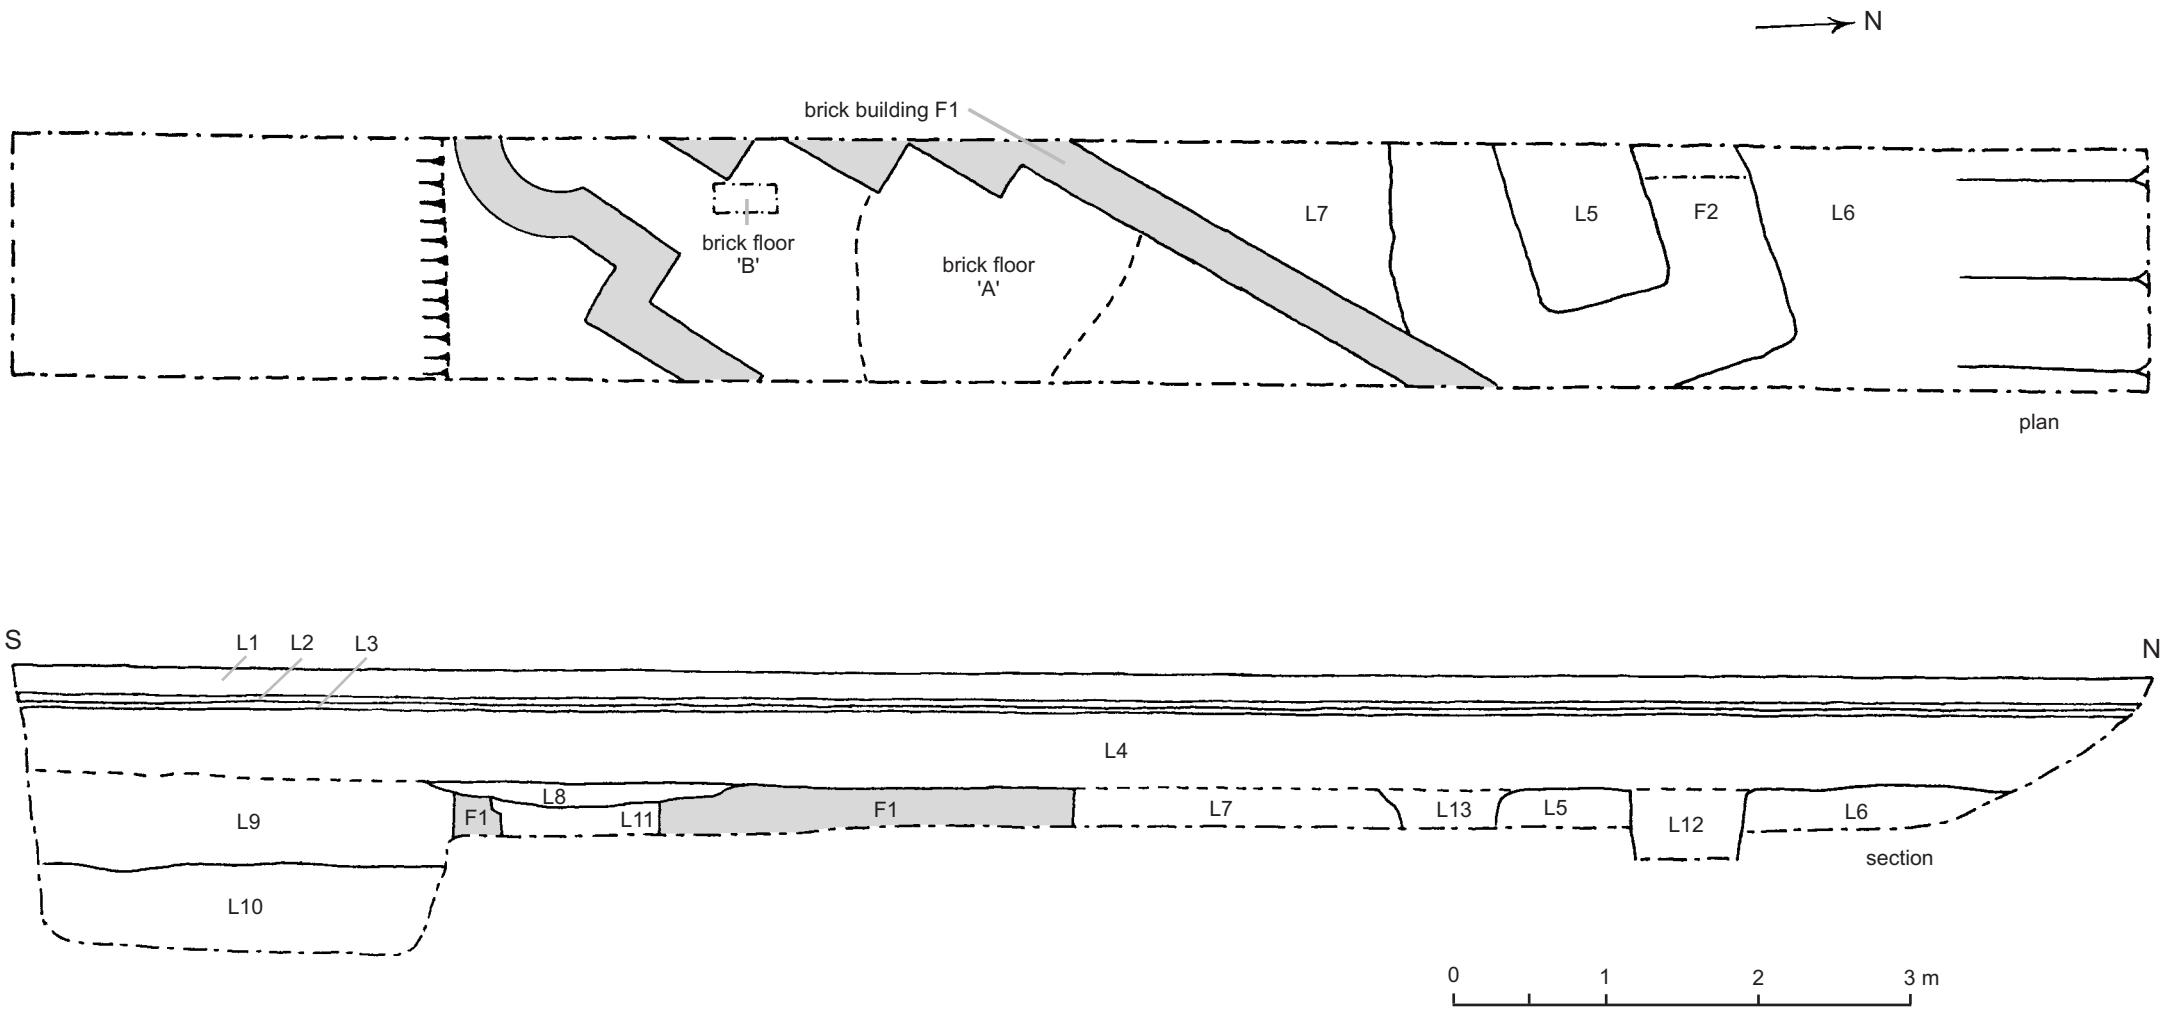 N
brick building F1
L7
L5
F2
L6
brick floor
'B'
brick floor
'A'
plan
S
L1
L2
L3
N
L4
L8
F1
L11
F1
L7
L13
L5
L12
L6
L9
section
L10
0
1
2
3 m